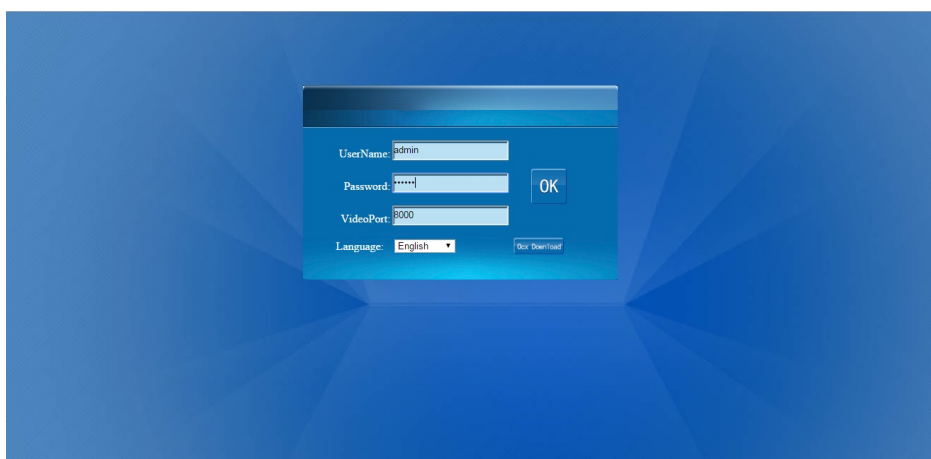 UserName: admin
Password: ••••••
OK
VideoPort: 8000
Language: English
Ocx Download